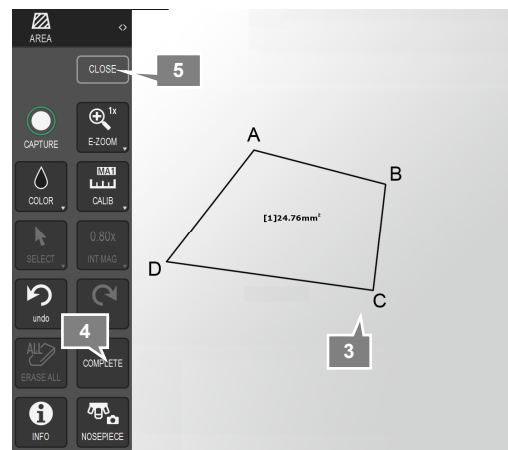 AREA
<>
CLOSE
5
1x
CAPTURE
E-ZOOM
MA1
COLOR
CALIB
0.80x
SELECT
INT MAG
undo
4
ALL
ERASE ALL
COMPLETE
INFO
NOSEPIECE
A
B
[1]24.76mm²
D
C
3